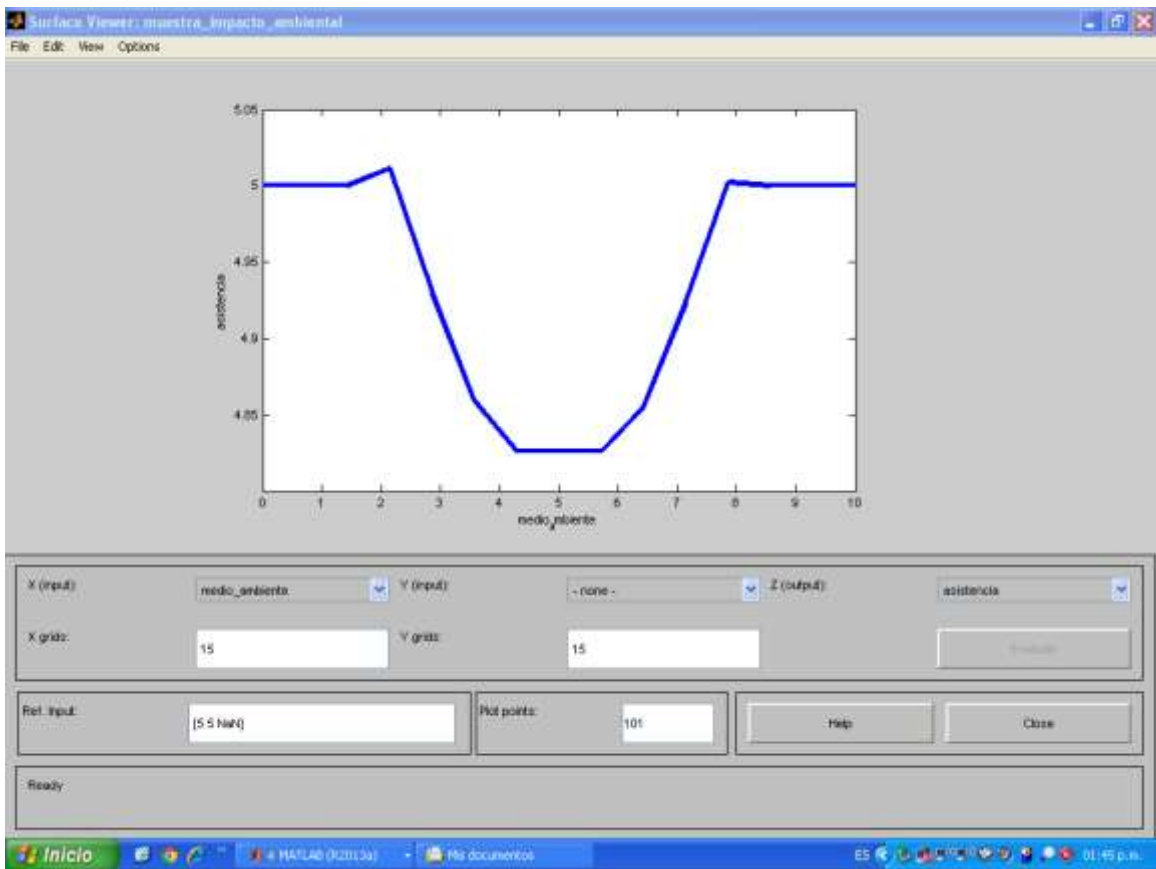 Surface Viewer: muestra_impacto_ambiental
File Edit View Options
5.05
5
4.95
4.9
4.85
asistencia
0 1 2 3 4 5 6 7 8 9 10
medioambiente
X (input): medio_ambiente Y (input): - none - Z (output): asistencia
X grids: 15 Y grids: 15
Ref. Input: [5 5 NaN] Plot points: 101 Help Close
Ready
Inicio 4 MATLAB (R2013a) Mis documentos ES 01:45 p.m.